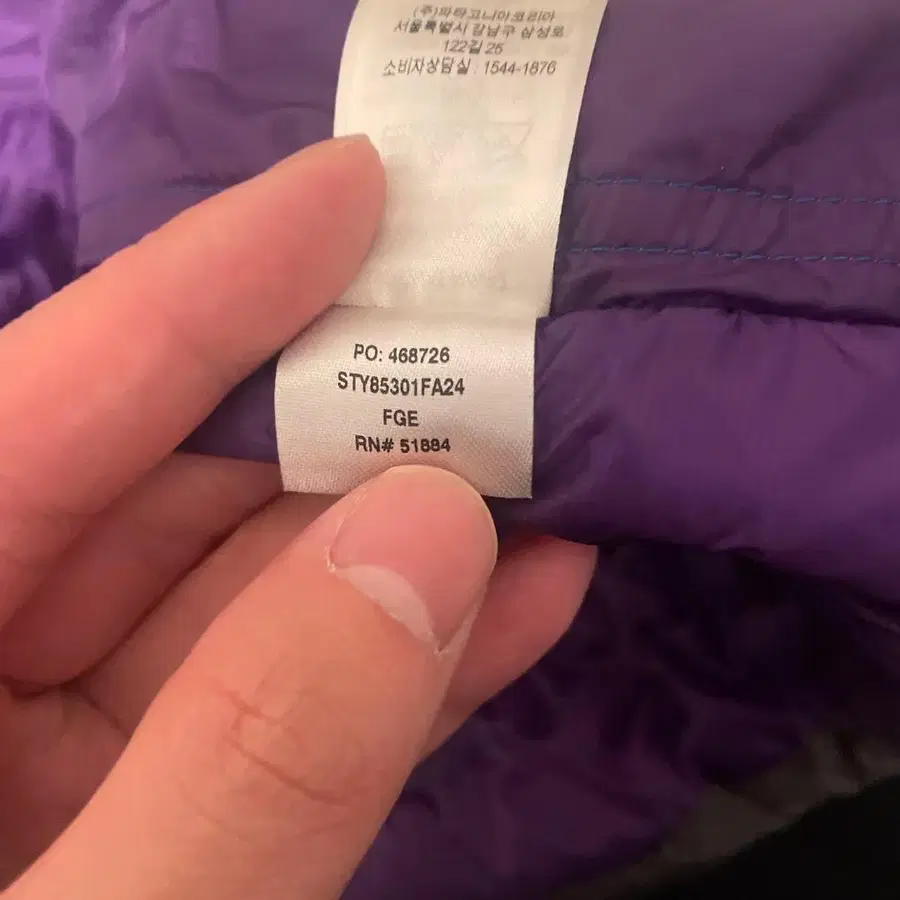 (주)파타고니아코리아
서울특별시 강남구 삼성로
122길 25
소비자상담실 : 1544-1876
PO: 468726
STY85301FA24
FGE
RN# 51884